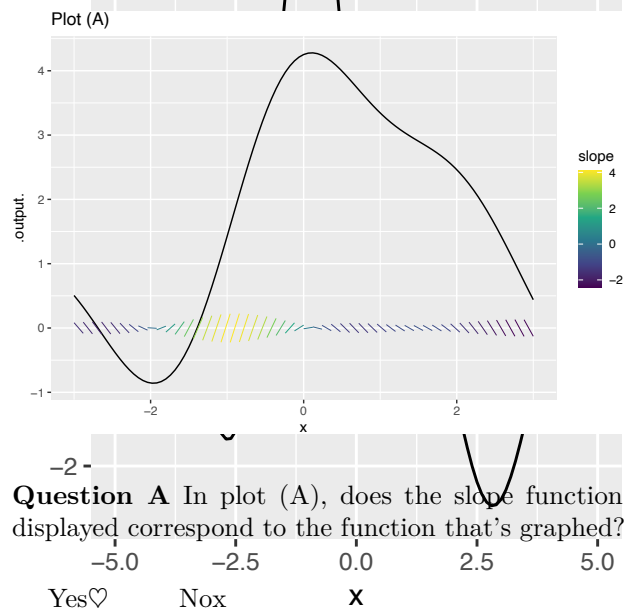 Plot (A)
4
3
2
1
0
−1
.output.
−2
0
2
x
slope
4
2
0
−2
−2
Question A In plot (A), does the slope function
displayed correspond to the function that's graphed?
−5.0 −2.5 0.0 2.5 5.0
Yes♡ Nox x